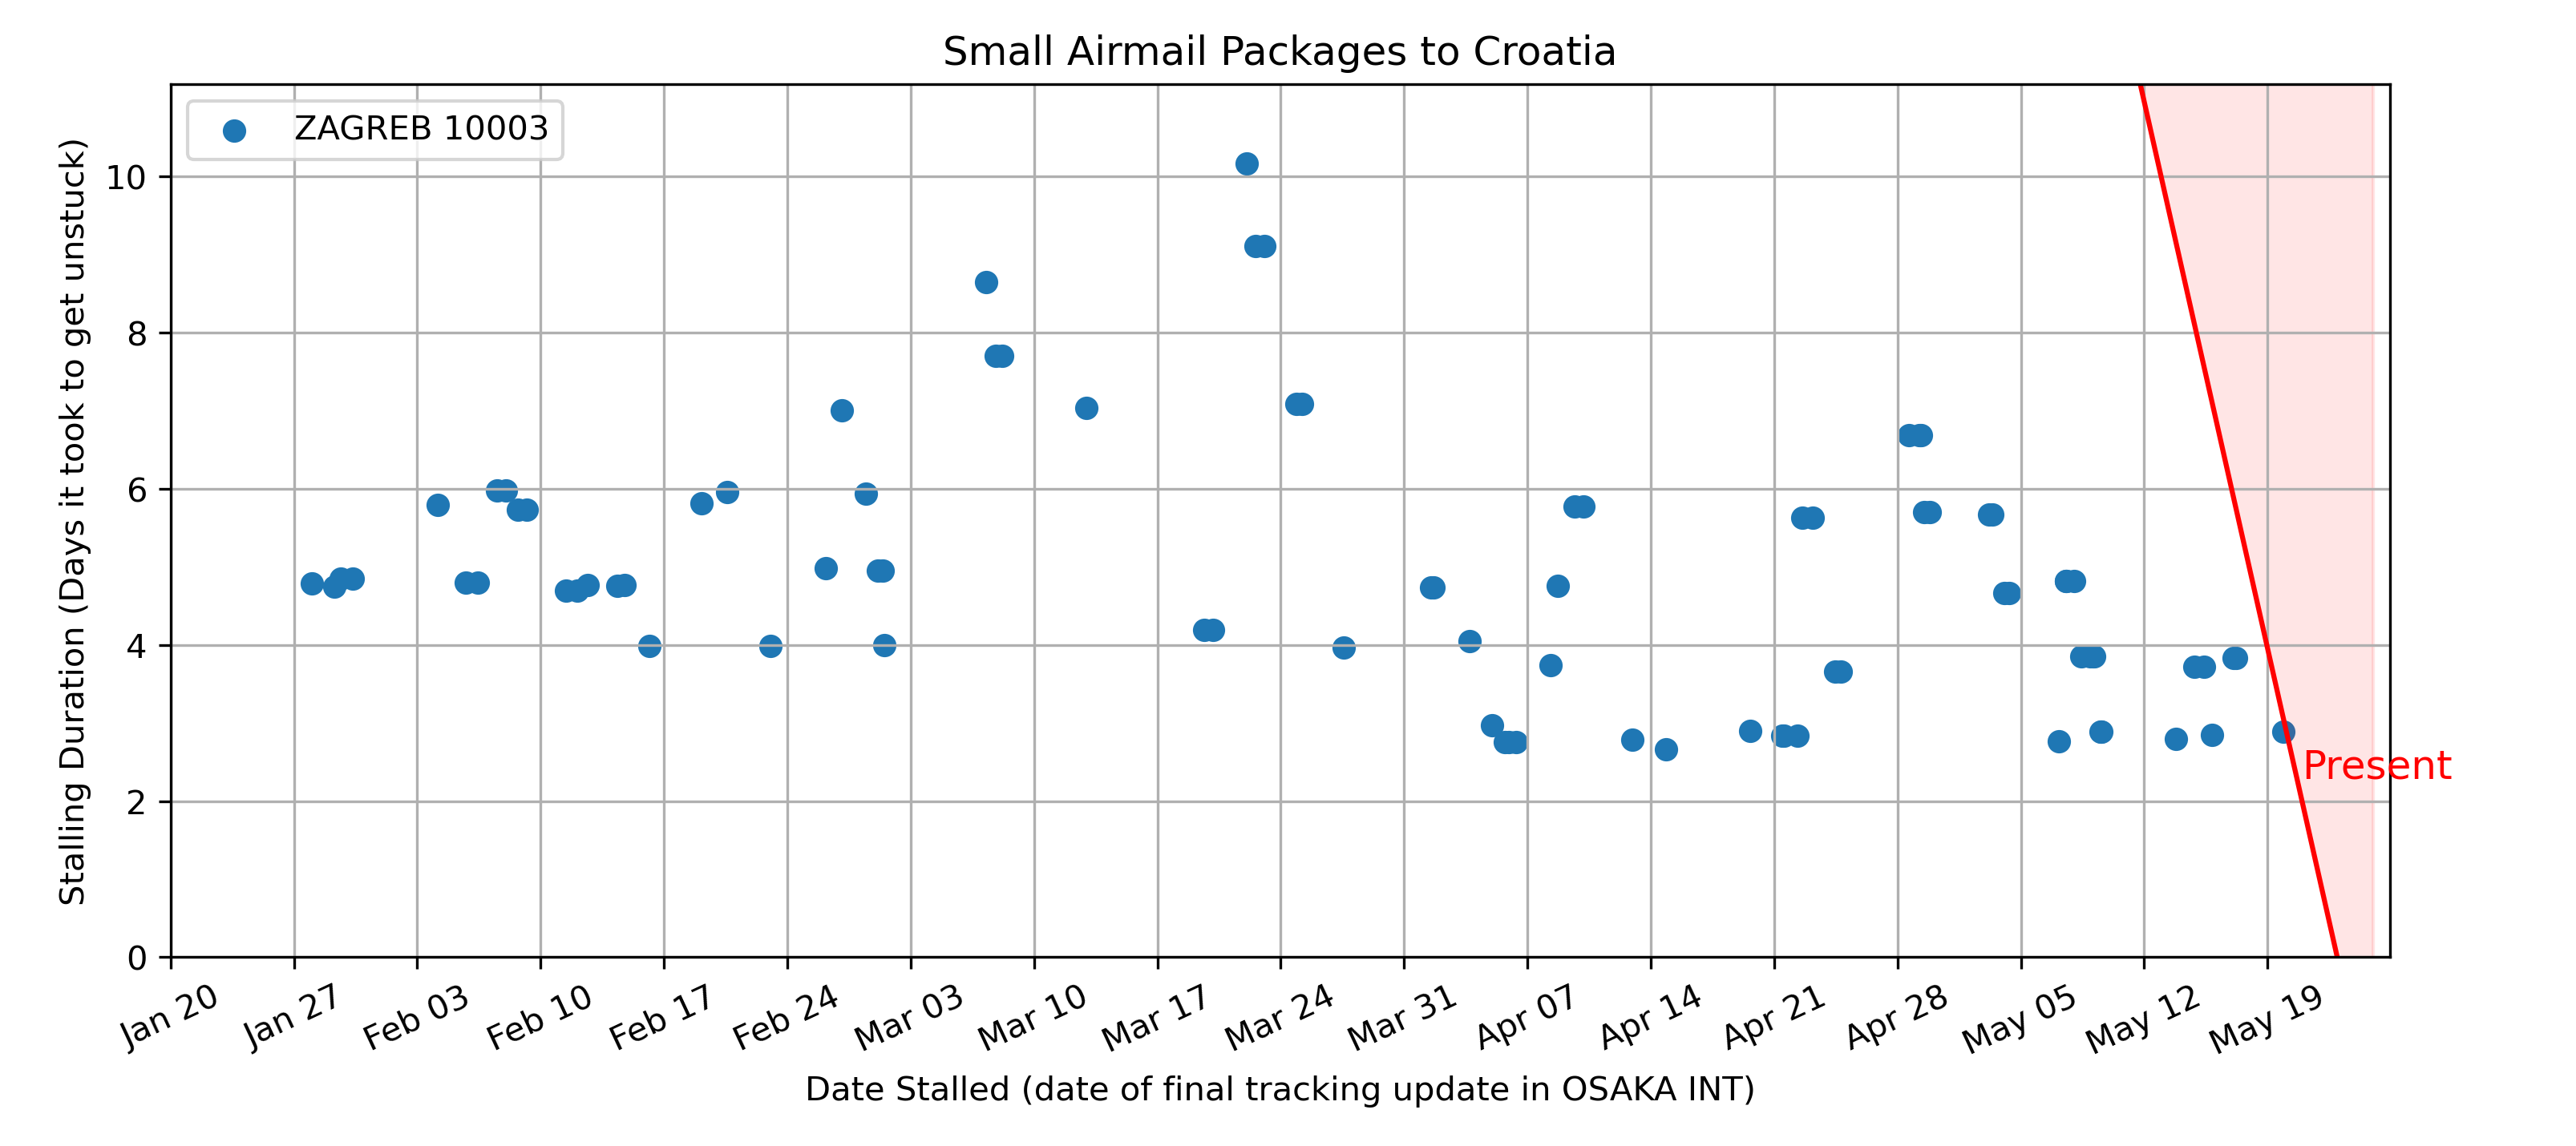 Small Airmail Packages to Croatia
ZAGREB 10003
Stalling Duration (Days it took to get unstuck)
10
8
6
4
2
0
Present
Jan 20
Jan 27
Feb 03
Feb 10
Feb 17
Feb 24
Mar 03
Mar 10
Mar 17
Mar 24
Mar 31
Apr 07
Apr 14
Apr 21
Apr 28
May 05
May 12
May 19
Date Stalled (date of final tracking update in OSAKA INT)